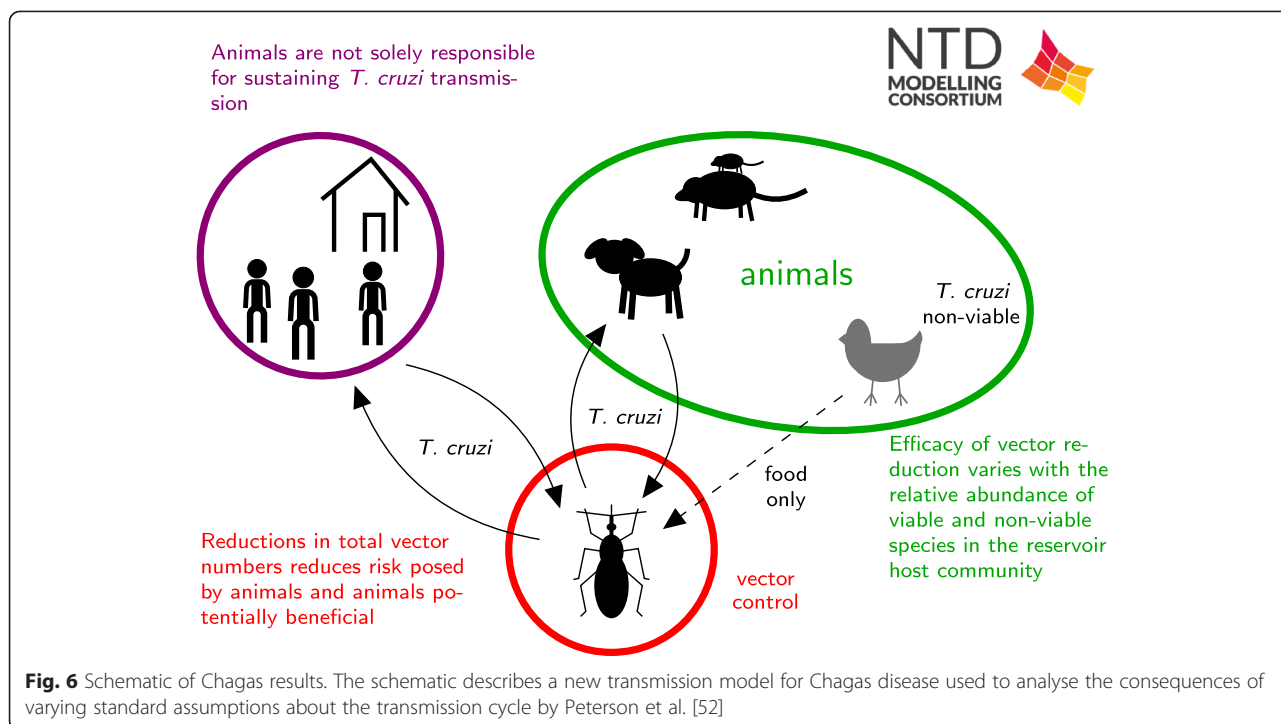 Animals are not solely responsible
for sustaining T. cruzi transmis-
sion
NTD
MODELLING
CONSORTIUM
animals
T. cruzi
non-viable
T. cruzi
T. cruzi
food
only
Efficacy of vector re-
duction varies with the
relative abundance of
viable and non-viable
species in the reservoir
host community
Reductions in total vector
numbers reduces risk posed
by animals and animals po-
tentially beneficial
vector
control
Fig. 6 Schematic of Chagas results. The schematic describes a new transmission model for Chagas disease used to analyse the consequences of
varying standard assumptions about the transmission cycle by Peterson et al. [52]